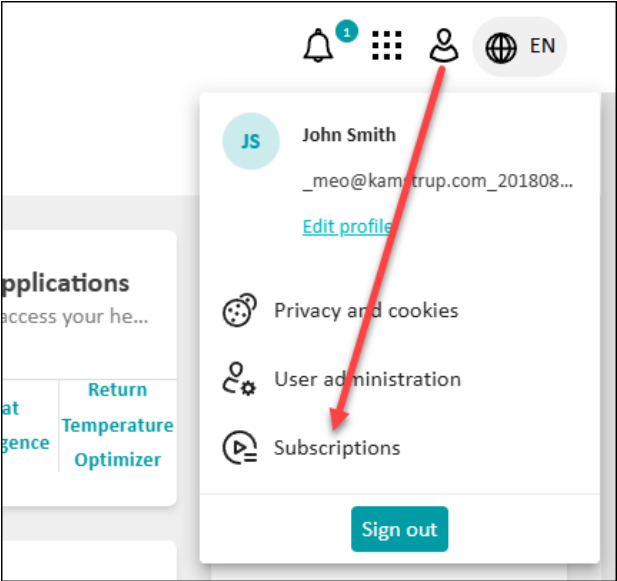 1
EN
JS
John Smith
_meo@kamstrup.com_201808...
Edit profile
Privacy and cookies
User administration
Subscriptions
Sign out
pplications
access your he...
at
gence
Return
Temperature
Optimizer